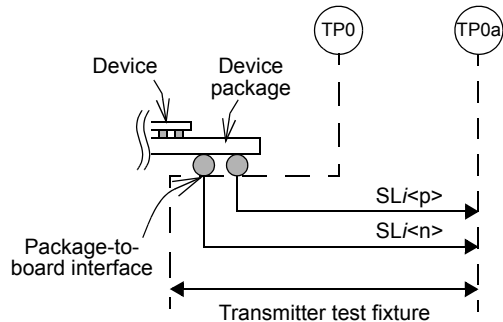 TP0
TP0a
Device
Device
package
SLi<p>
SLi<n>
Package-to-
board interface
Transmitter test fixture